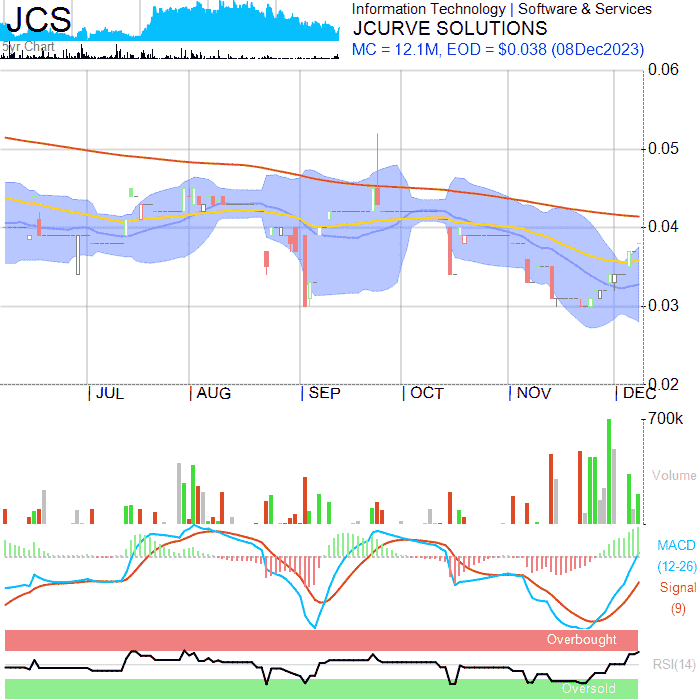 JCS
5yr Chart
Information Technology | Software & Services
JCURVE SOLUTIONS
MC = 12.1M, EOD = $0.038 (08Dec2023)
0.06
0.05
0.04
0.03
0.02
JUL AUG SEP OCT NOV DEC
700k
Volume
MACD
(12-26)
Signal
(9)
Overbought
RSI(14)
Oversold